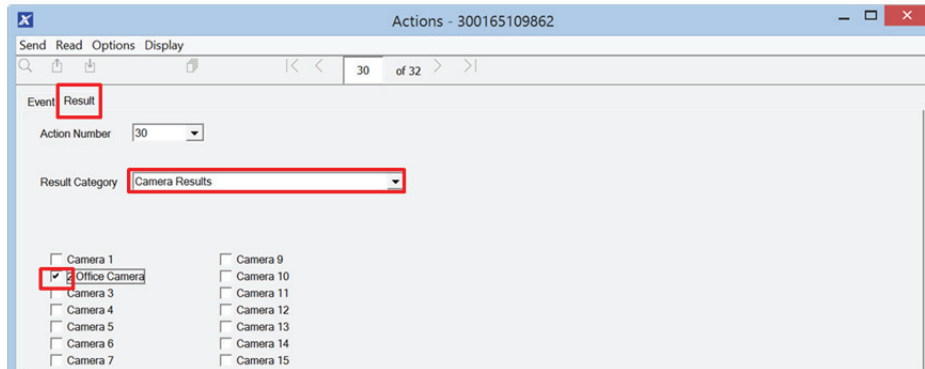 Actions - 300165109862
Send Read Options Display
30 of 32
Event Result
Action Number 30
Result Category Camera Results
Camera 1 Camera 9
2 Office Camera Camera 10
Camera 3 Camera 11
Camera 4 Camera 12
Camera 5 Camera 13
Camera 6 Camera 14
Camera 7 Camera 15